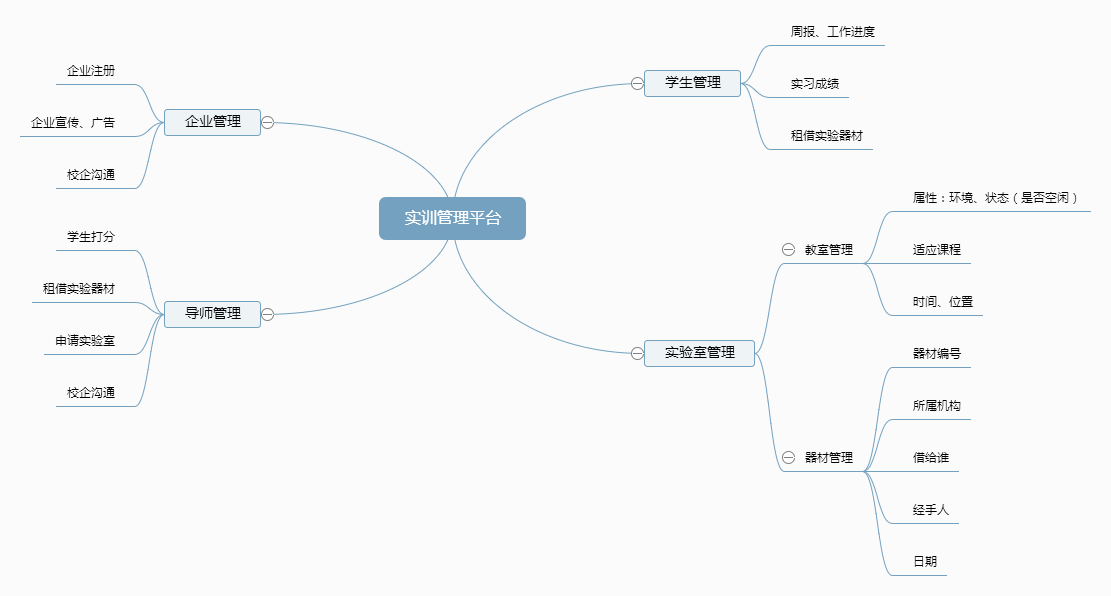 实训管理平台
学生管理
周报、工作进度
实习成绩
租借实验器材
实验室管理
教室管理
属性：环境、状态（是否空闲）
适应课程
时间、位置
器材管理
器材编号
所属机构
借给谁
经手人
日期
企业管理
企业注册
企业宣传、广告
校企沟通
导师管理
学生打分
租借实验器材
申请实验室
校企沟通